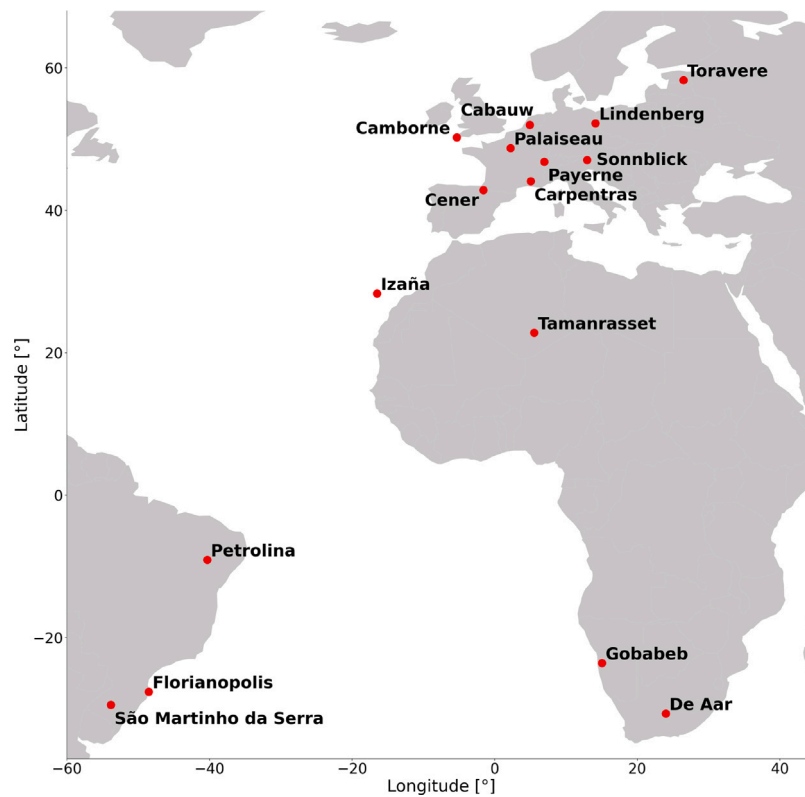 60
Toravere
Cabauw
Lindenberg
Camborne
Palaiseau
Sonnblick
Payerne
Cener
Carpentras
40
Izaña
Tamanrasset
20
Latitude [°]
0
Petrolina
−20
Gobabeb
Florianopolis
De Aar
São Martinho da Serra
−60
−40
−20
0
20
40
Longitude [°]